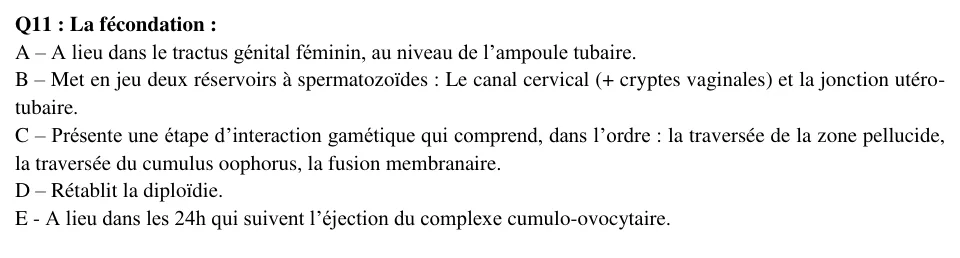 Q11 : La fécondation :
A – A lieu dans le tractus génital féminin, au niveau de l’ampoule tubaire.
B – Met en jeu deux réservoirs à spermatozoïdes : Le canal cervical (+ cryptes vaginales) et la jonction utéro-
tubaire.
C – Présente une étape d’interaction gamétique qui comprend, dans l’ordre : la traversée de la zone pellucide,
la traversée du cumulus oophorus, la fusion membranaire.
D – Rétablit la diploïdie.
E - A lieu dans les 24h qui suivent l’éjection du complexe cumulo-ovocytaire.